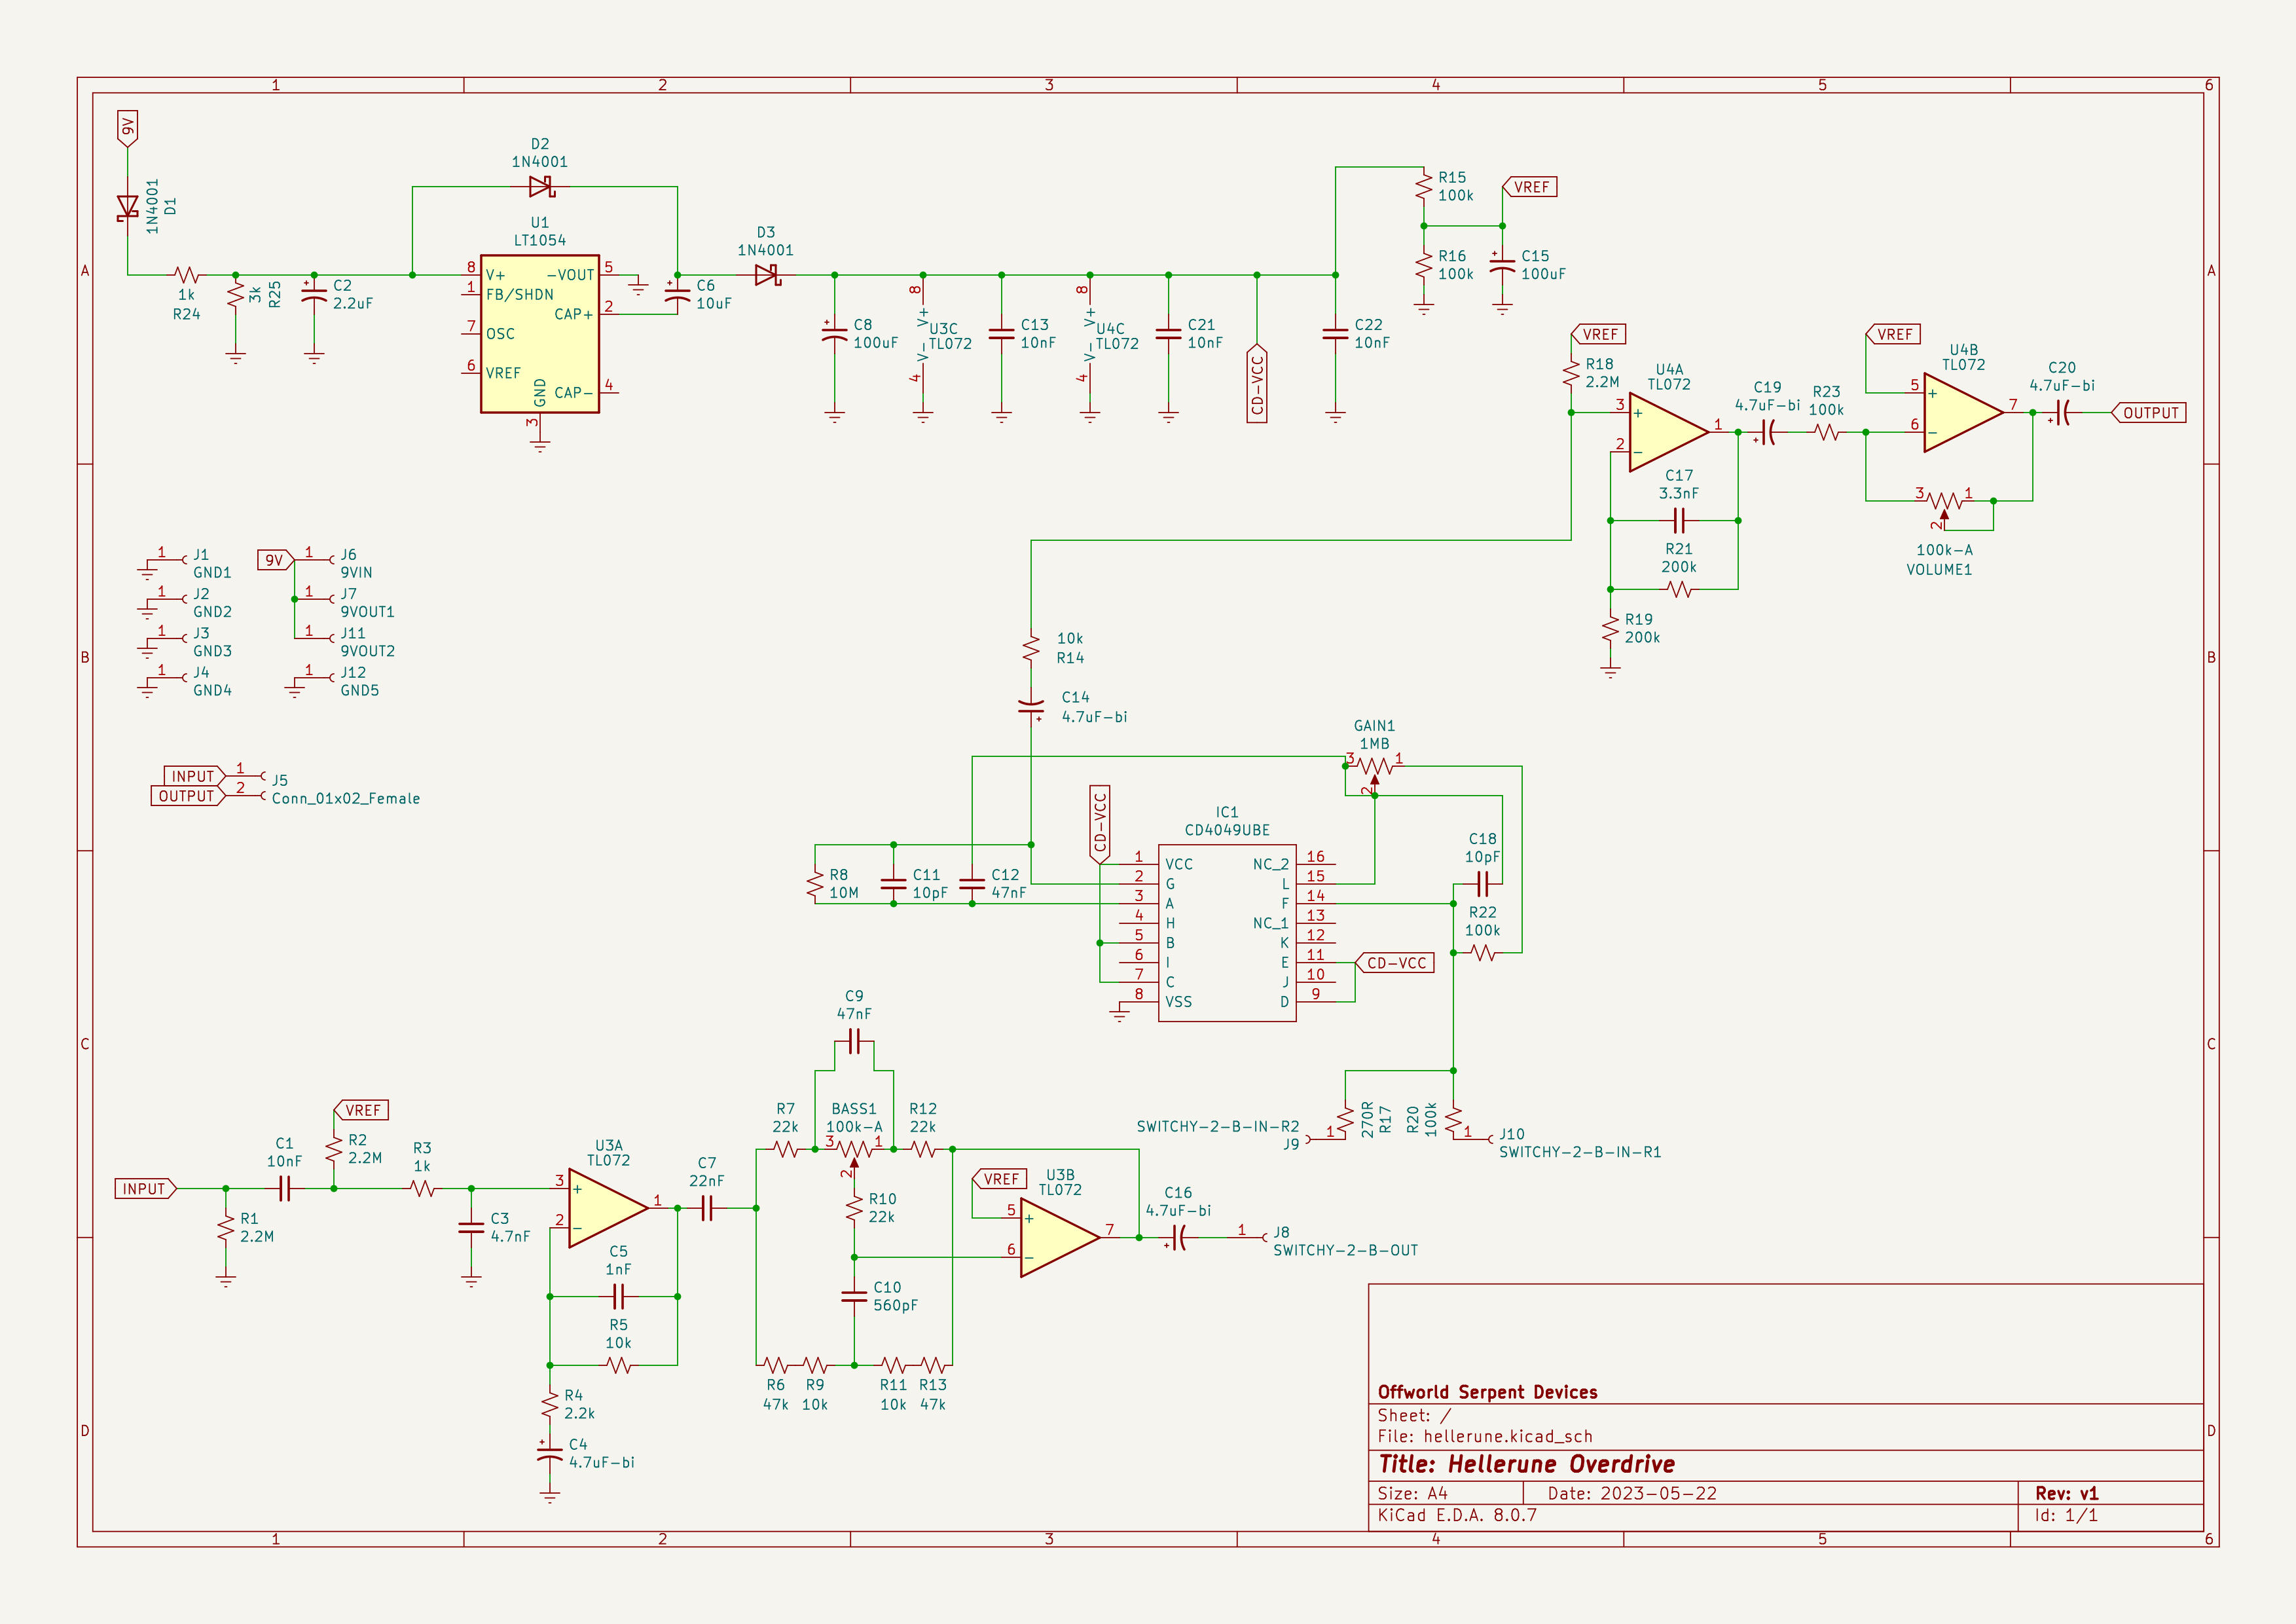 1 2 3 4 5 6
A
B
C
D
9V
1N4001
D1
1k
R24
3k
R25
C2
2.2uF
D2
1N4001
U1
LT1054
8 V+
1 FB/SHDN
7 OSC
6 VREF
GND
3
-VOUT 5
CAP+ 2
CAP- 4
C6
10uF
D3
1N4001
C8
100uF
8
V+
U3C
TL072
V-
4
C13
10nF
8
V+
U4C
TL072
V-
4
C21
10nF
CD-VCC
C22
10nF
R15
100k
R16
100k
VREF
C15
100uF
VREF
R18
2.2M
U4A
TL072
3 +
2 -
1
C19
4.7uF-bi
R23
100k
VREF
U4B
TL072
5 +
6 -
7
C20
4.7uF-bi
OUTPUT
C17
3.3nF
R21
200k
R19
200k
3 1
2
100k-A
VOLUME1
1 J1
GND1
1 J2
GND2
1 J3
GND3
1 J4
GND4
9V
1 J6
9VIN
1 J7
9VOUT1
1 J11
9VOUT2
1 J12
GND5
INPUT 1
OUTPUT 2
J5
Conn_01x02_Female
10k
R14
C14
4.7uF-bi
GAIN1
1MB
3 1
2
CD-VCC
IC1
CD4049UBE
1 VCC
2 G
3 A
4 H
5 B
6 I
7 C
8 VSS
NC_2 16
L 15
F 14
NC_1 13
K 12
E 11
J 10
D 9
CD-VCC
R8
10M
C11
10pF
C12
47nF
C18
10pF
R22
100k
SWITCHY-2-B-IN-R2
J9
1
270R
R17
R20
100k
1 J10
SWITCHY-2-B-IN-R1
C9
47nF
R7
22k
BASS1
100k-A
3 1
2
R12
22k
INPUT
R1
2.2M
C1
10nF
VREF
R2
2.2M
R3
1k
C3
4.7nF
U3A
TL072
3 +
2 -
1
C5
1nF
R5
10k
R4
2.2k
C4
4.7uF-bi
C7
22nF
R10
22k
C10
560pF
R6
47k
R9
10k
R11
10k
R13
47k
VREF
U3B
TL072
5 +
6 -
7
C16
4.7uF-bi
1 J8
SWITCHY-2-B-OUT
Offworld Serpent Devices
Sheet: /
File: hellerune.kicad_sch
Title: Hellerune Overdrive
Size: A4 Date: 2023-05-22 Rev: v1
KiCad E.D.A. 8.0.7 Id: 1/1
A
B
C
D
1 2 3 4 5 6